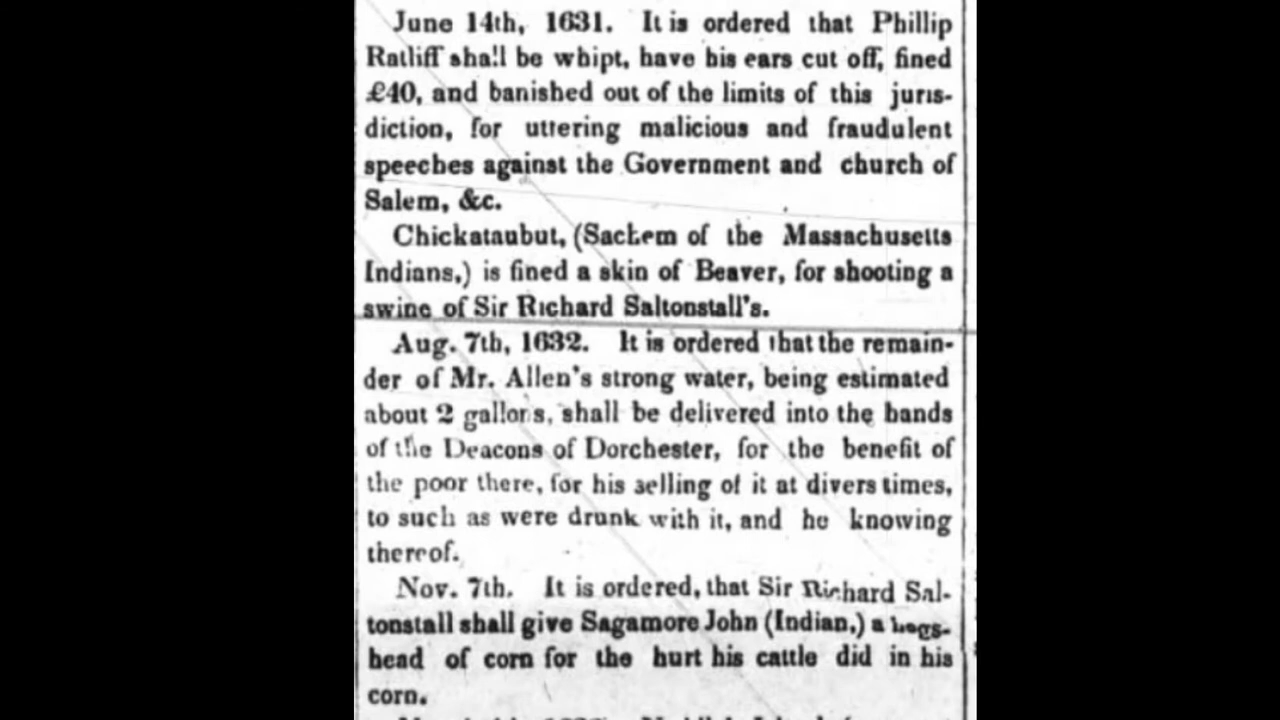 June 14th, 1631. It is ordered that Phillip
Ratliff shall be whipt, have his ears cut off, fined
£40, and banished out of the limits of this juris-
diction, for uttering malicious and fraudulent
speeches against the Government and church of
Salem, &c.
Chickataubut, (Sachem of the Massachusetts
Indians,) is fined a skin of Beaver, for shooting a
swine of Sir Richard Saltonstall's.
Aug. 7th, 1632. It is ordered that the remain-
der of Mr. Allen's strong water, being estimated
about 2 gallons, shall be delivered into the hands
of the Deacons of Dorchester, for the benefit of
the poor there, for his selling of it at divers times,
to such as were drunk with it, and he knowing
thereof.
Nov. 7th. It is ordered, that Sir Richard Sal-
tonstall shall give Sagamore John (Indian,) a hogs-
head of corn for the hurt his cattle did in his
corn.